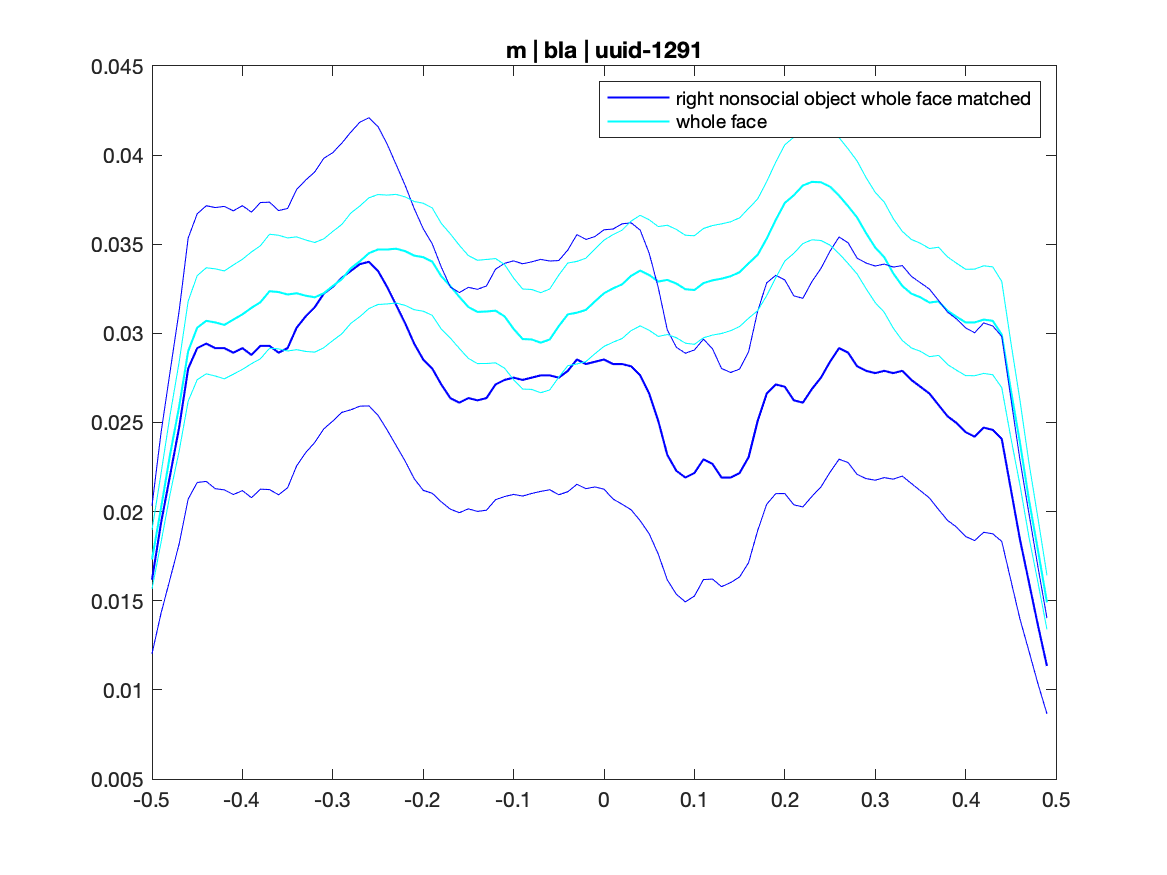 m | bla | uuid-1291
right nonsocial object whole face matched
whole face
0.045
0.04
0.035
0.03
0.025
0.02
0.015
0.01
0.005
-0.5 -0.4 -0.3 -0.2 -0.1 0 0.1 0.2 0.3 0.4 0.5